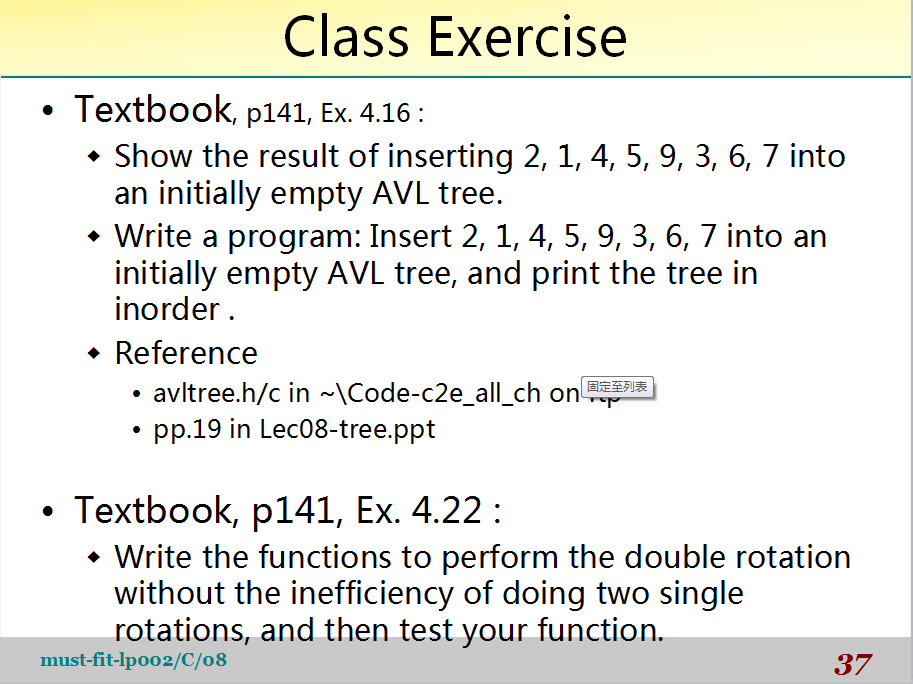 Class Exercise
• Textbook, p141, Ex. 4.16 :
◆ Show the result of inserting 2, 1, 4, 5, 9, 3, 6, 7 into
an initially empty AVL tree.
◆ Write a program: Insert 2, 1, 4, 5, 9, 3, 6, 7 into an
initially empty AVL tree, and print the tree in
inorder .
◆ Reference
• avltree.h/c in ~\Code-c2e_all_ch on ftp
固定至列表
• pp.19 in Lec08-tree.ppt
• Textbook, p141, Ex. 4.22 :
◆ Write the functions to perform the double rotation
without the inefficiency of doing two single
rotations, and then test your function.
must-fit-lp002/C/08
37